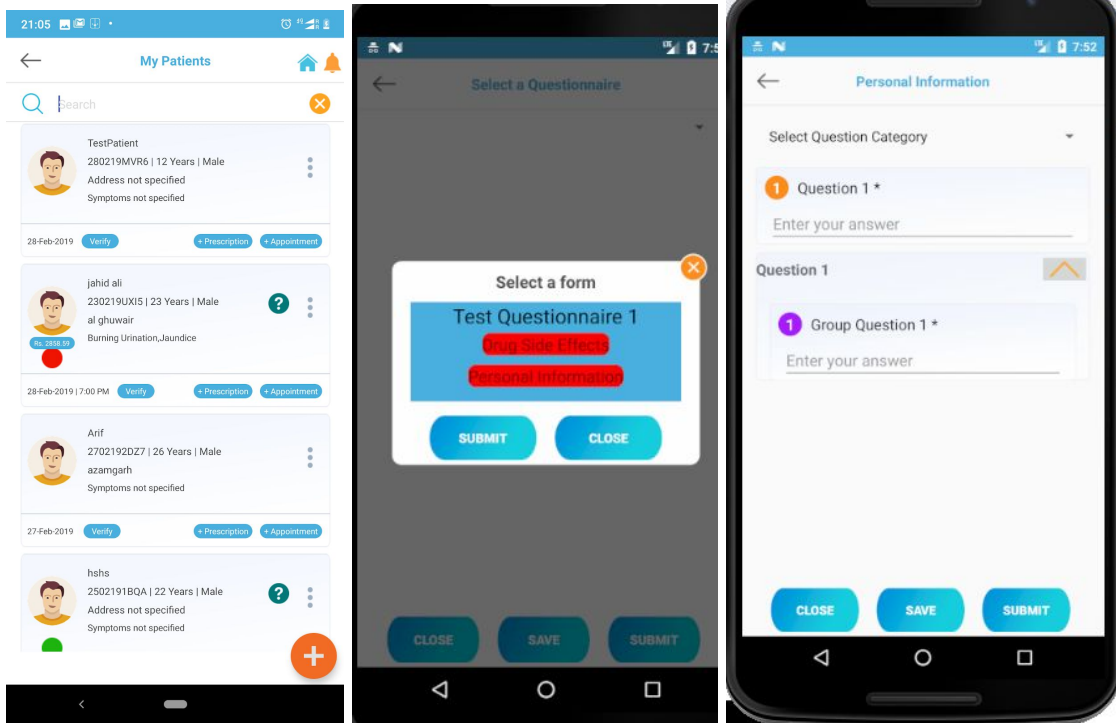 21:05
My Patients
Search
TestPatient
280219MVR6 | 12 Years | Male
Address not specified
Symptoms not specified
28-Feb-2019 Verify + Prescription + Appointment
jahid ali
230219UXI5 | 23 Years | Male
?
al ghuwair
Burning Urination,Jaundice
Rs. 2858.59
28-Feb-2019 | 7:00 PM Verify + Prescription + Appointment
Arif
2702192DZ7 | 26 Years | Male
azamgarh
Symptoms not specified
27-Feb-2019 Verify + Prescription + Appointment
hshs
2502191BQA | 22 Years | Male
?
Address not specified
Symptoms not specified
+
LTE 7:5
Select a Questionnaire
Select a form
Test Questionnaire 1
Drug Side Effects
Personal Information
SUBMIT CLOSE
CLOSE SAVE SUBMIT
LTE 7:52
Personal Information
Select Question Category
1 Question 1 *
Enter your answer
Question 1
1 Group Question 1 *
Enter your answer
CLOSE SAVE SUBMIT